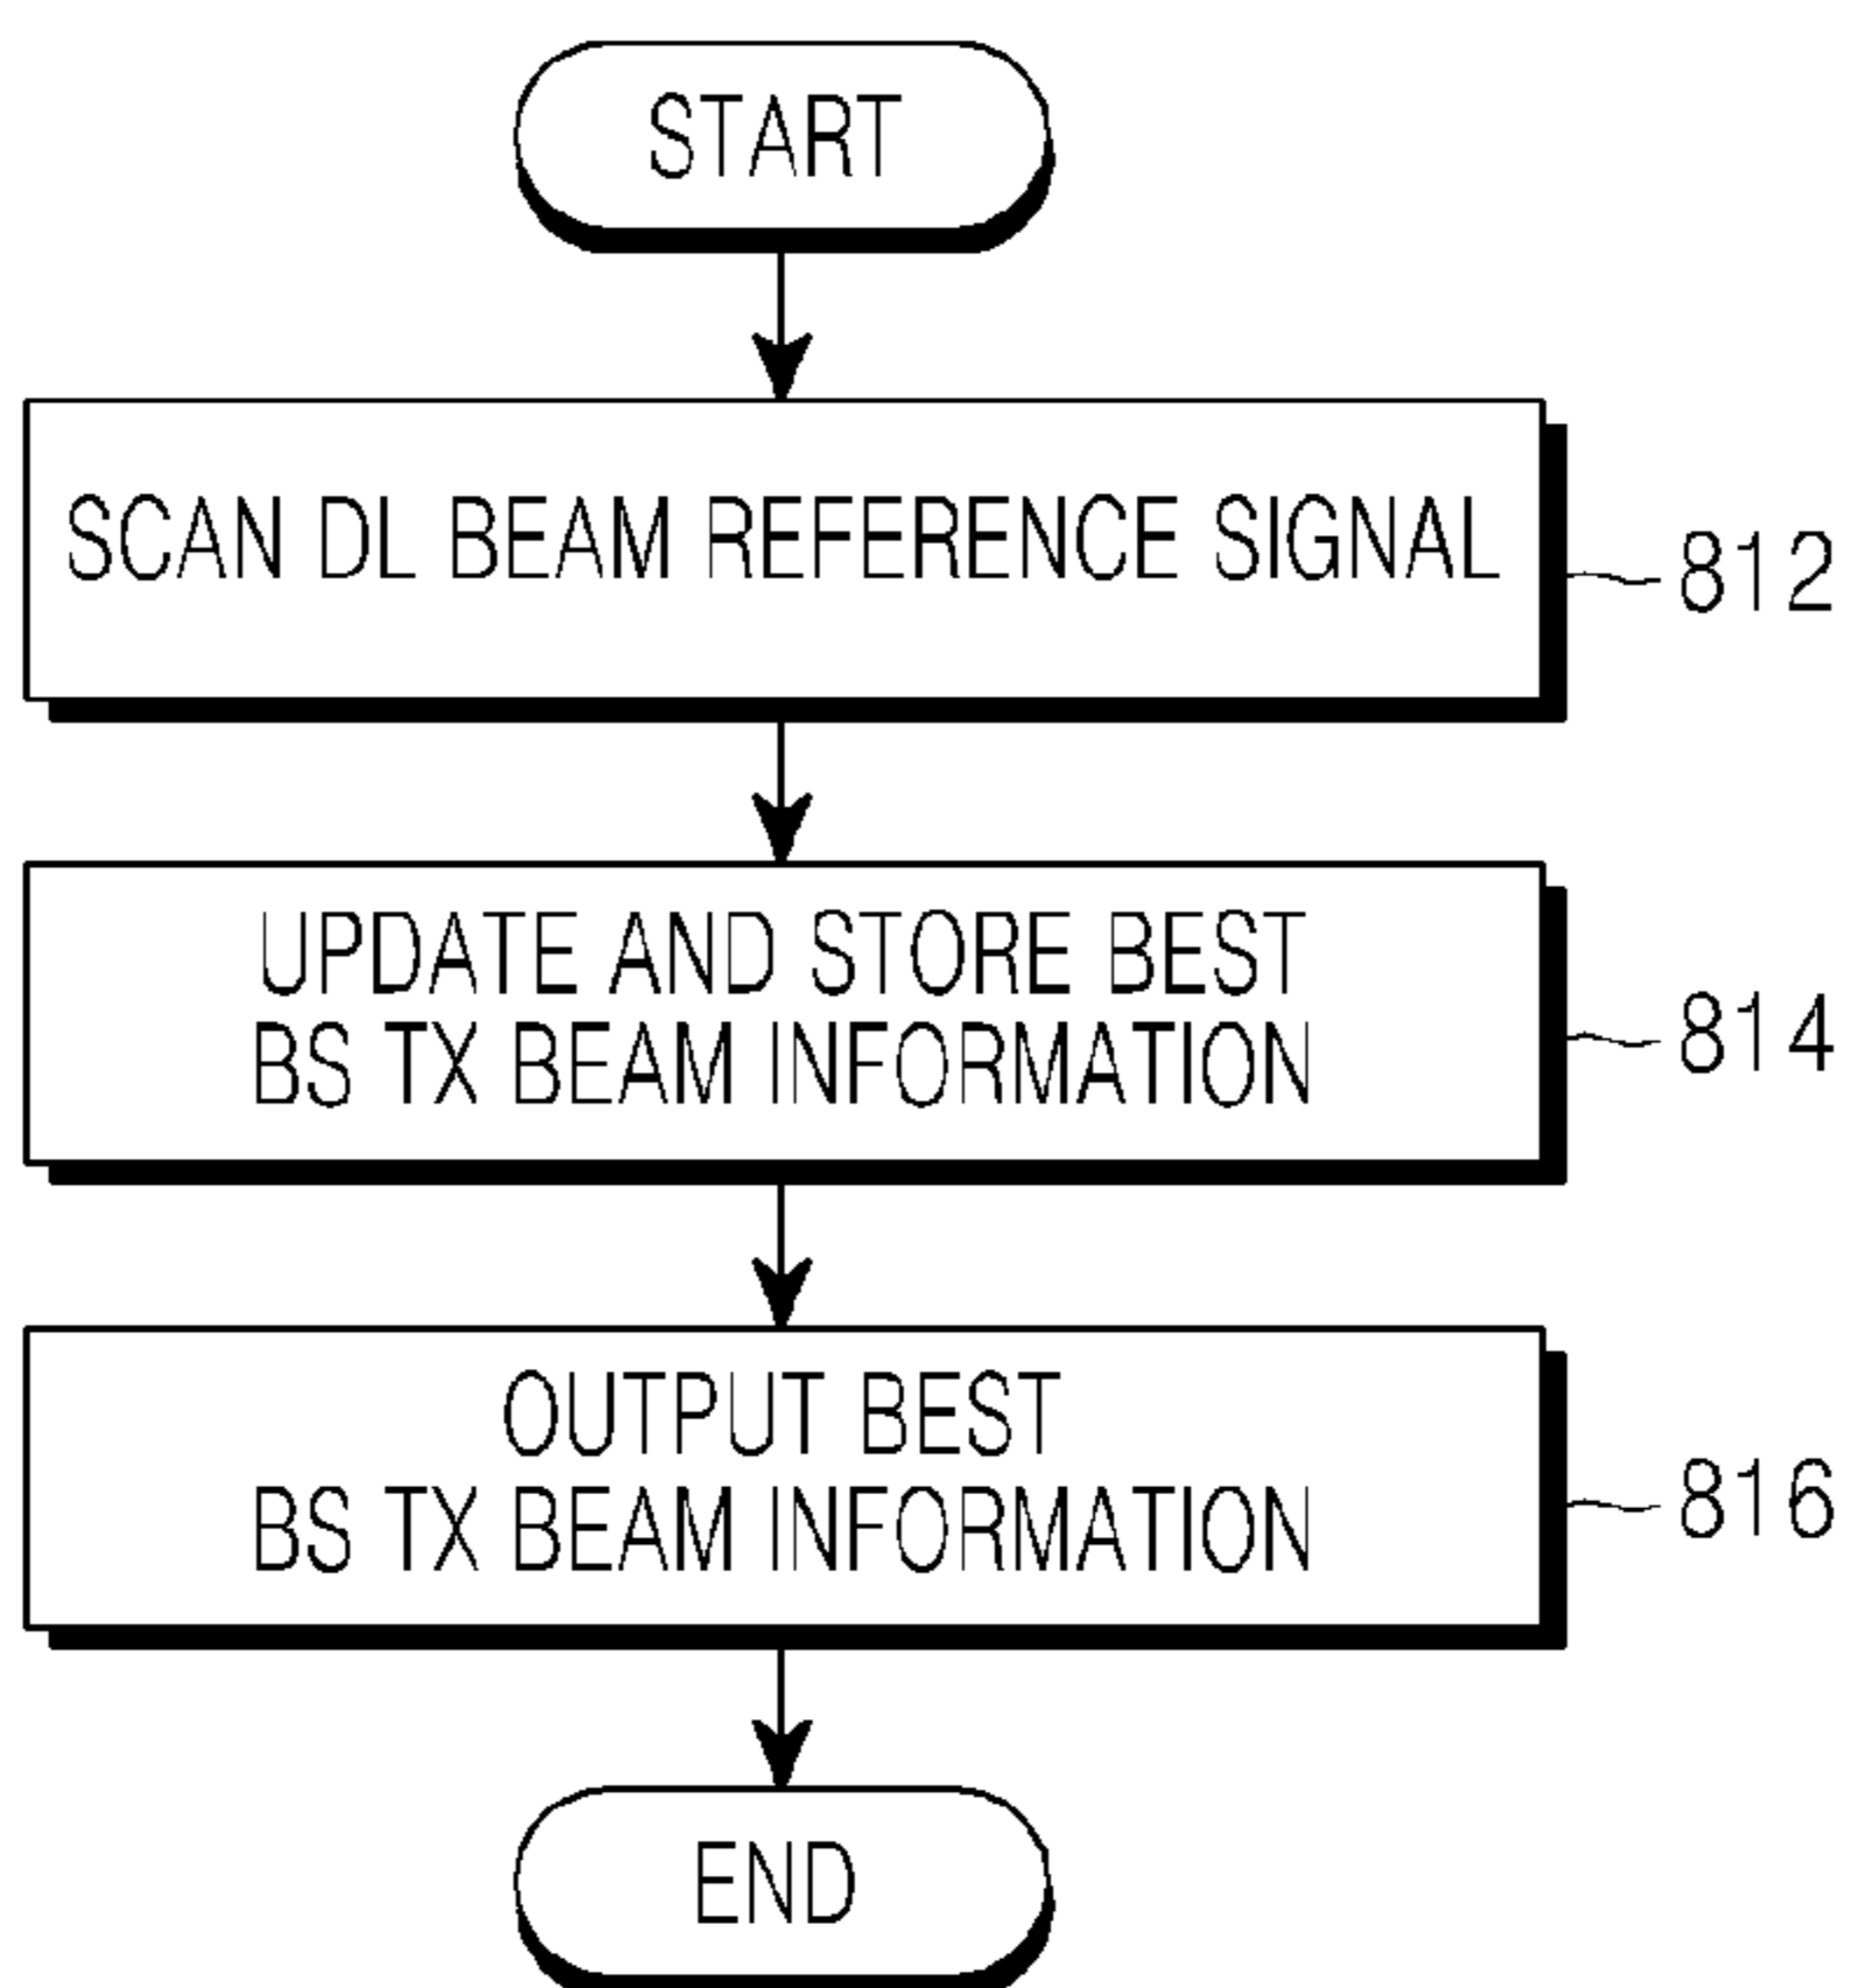 START
SCAN DL BEAM REFERENCE SIGNAL
812
UPDATE AND STORE BEST
BS TX BEAM INFORMATION
814
OUTPUT BEST
BS TX BEAM INFORMATION
816
END